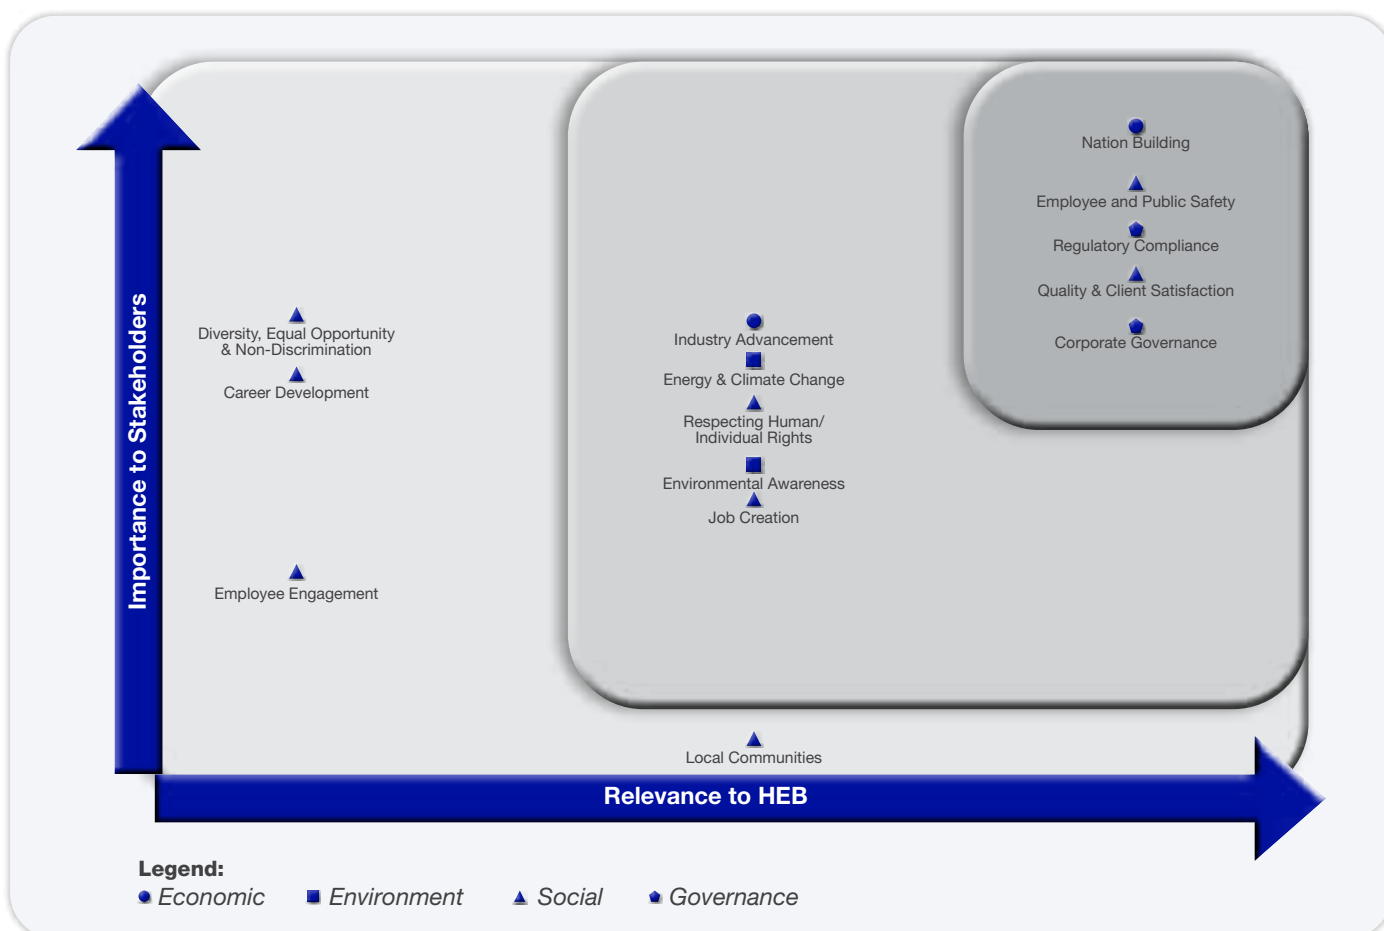 Nation Building
Employee and Public Safety
Regulatory Compliance
Quality & Client Satisfaction
Corporate Governance
Industry Advancement
Energy & Climate Change
Respecting Human/
Individual Rights
Environmental Awareness
Job Creation
Diversity, Equal Opportunity
& Non-Discrimination
Career Development
Employee Engagement
Local Communities
Importance to Stakeholders
Relevance to HEB
Legend:
Economic
Environment
Social
Governance